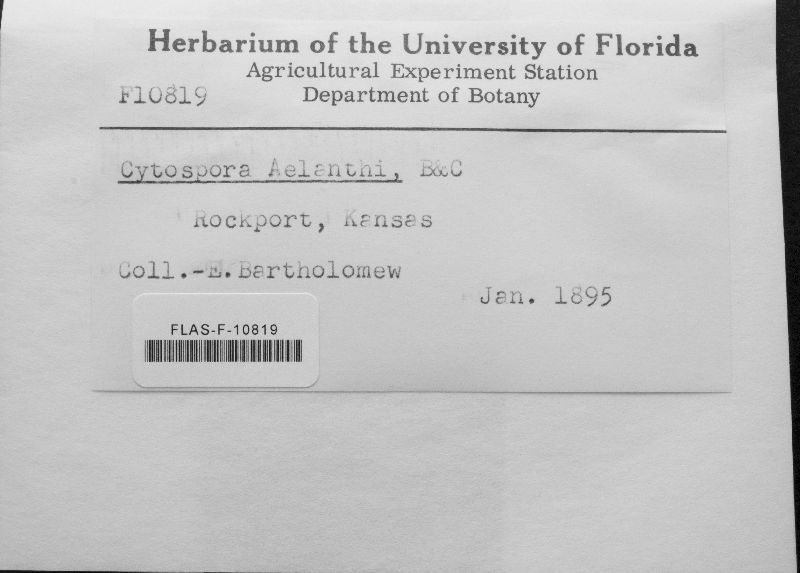 Herbarium of the University of Florida
Agricultural Experiment Station
F10819 Department of Botany
Cytospora Aelanthi, B&C
Rockport, Kansas
Coll.-E.Bartholomew
Jan. 1895
FLAS-F-10819